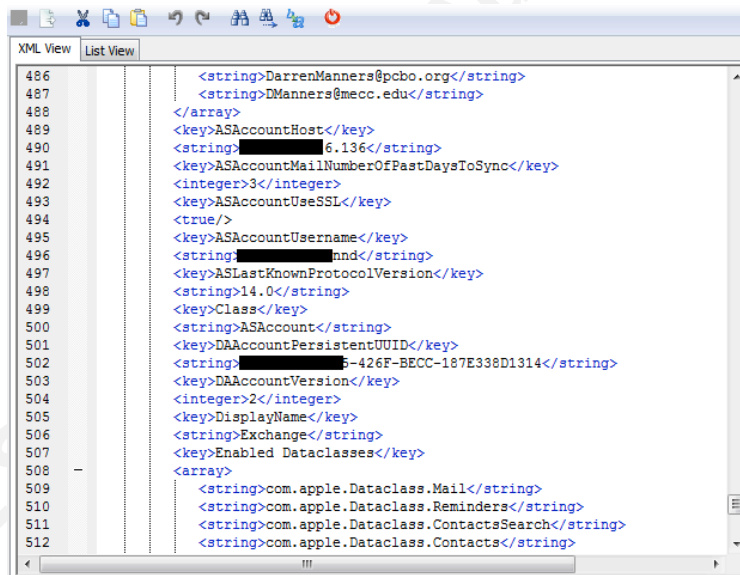 XML View List View
486 <string>DarrenManners@pcbo.org</string>
487 <string>DManners@mecc.edu</string>
488 </array>
489 <key>ASAccountHost</key>
490 <string> 6.136</string>
491 <key>ASAccountMailNumberOfPastDaysToSync</key>
492 <integer>3</integer>
493 <key>ASAccountUseSSL</key>
494 <true/>
495 <key>ASAccountUsername</key>
496 <string> nnd</string>
497 <key>ASLastKnownProtocolVersion</key>
498 <string>14.0</string>
499 <key>Class</key>
500 <string>ASAccount</string>
501 <key>DAAccountPersistentUUID</key>
502 <string> 5-426F-BECC-187E338D1314</string>
503 <key>DAAccountVersion</key>
504 <integer>2</integer>
505 <key>DisplayName</key>
506 <string>Exchange</string>
507 <key>Enabled Dataclasses</key>
508 <array>
509 <string>com.apple.Dataclass.Mail</string>
510 <string>com.apple.Dataclass.Reminders</string>
511 <string>com.apple.Dataclass.ContactsSearch</string>
512 <string>com.apple.Dataclass.Contacts</string>